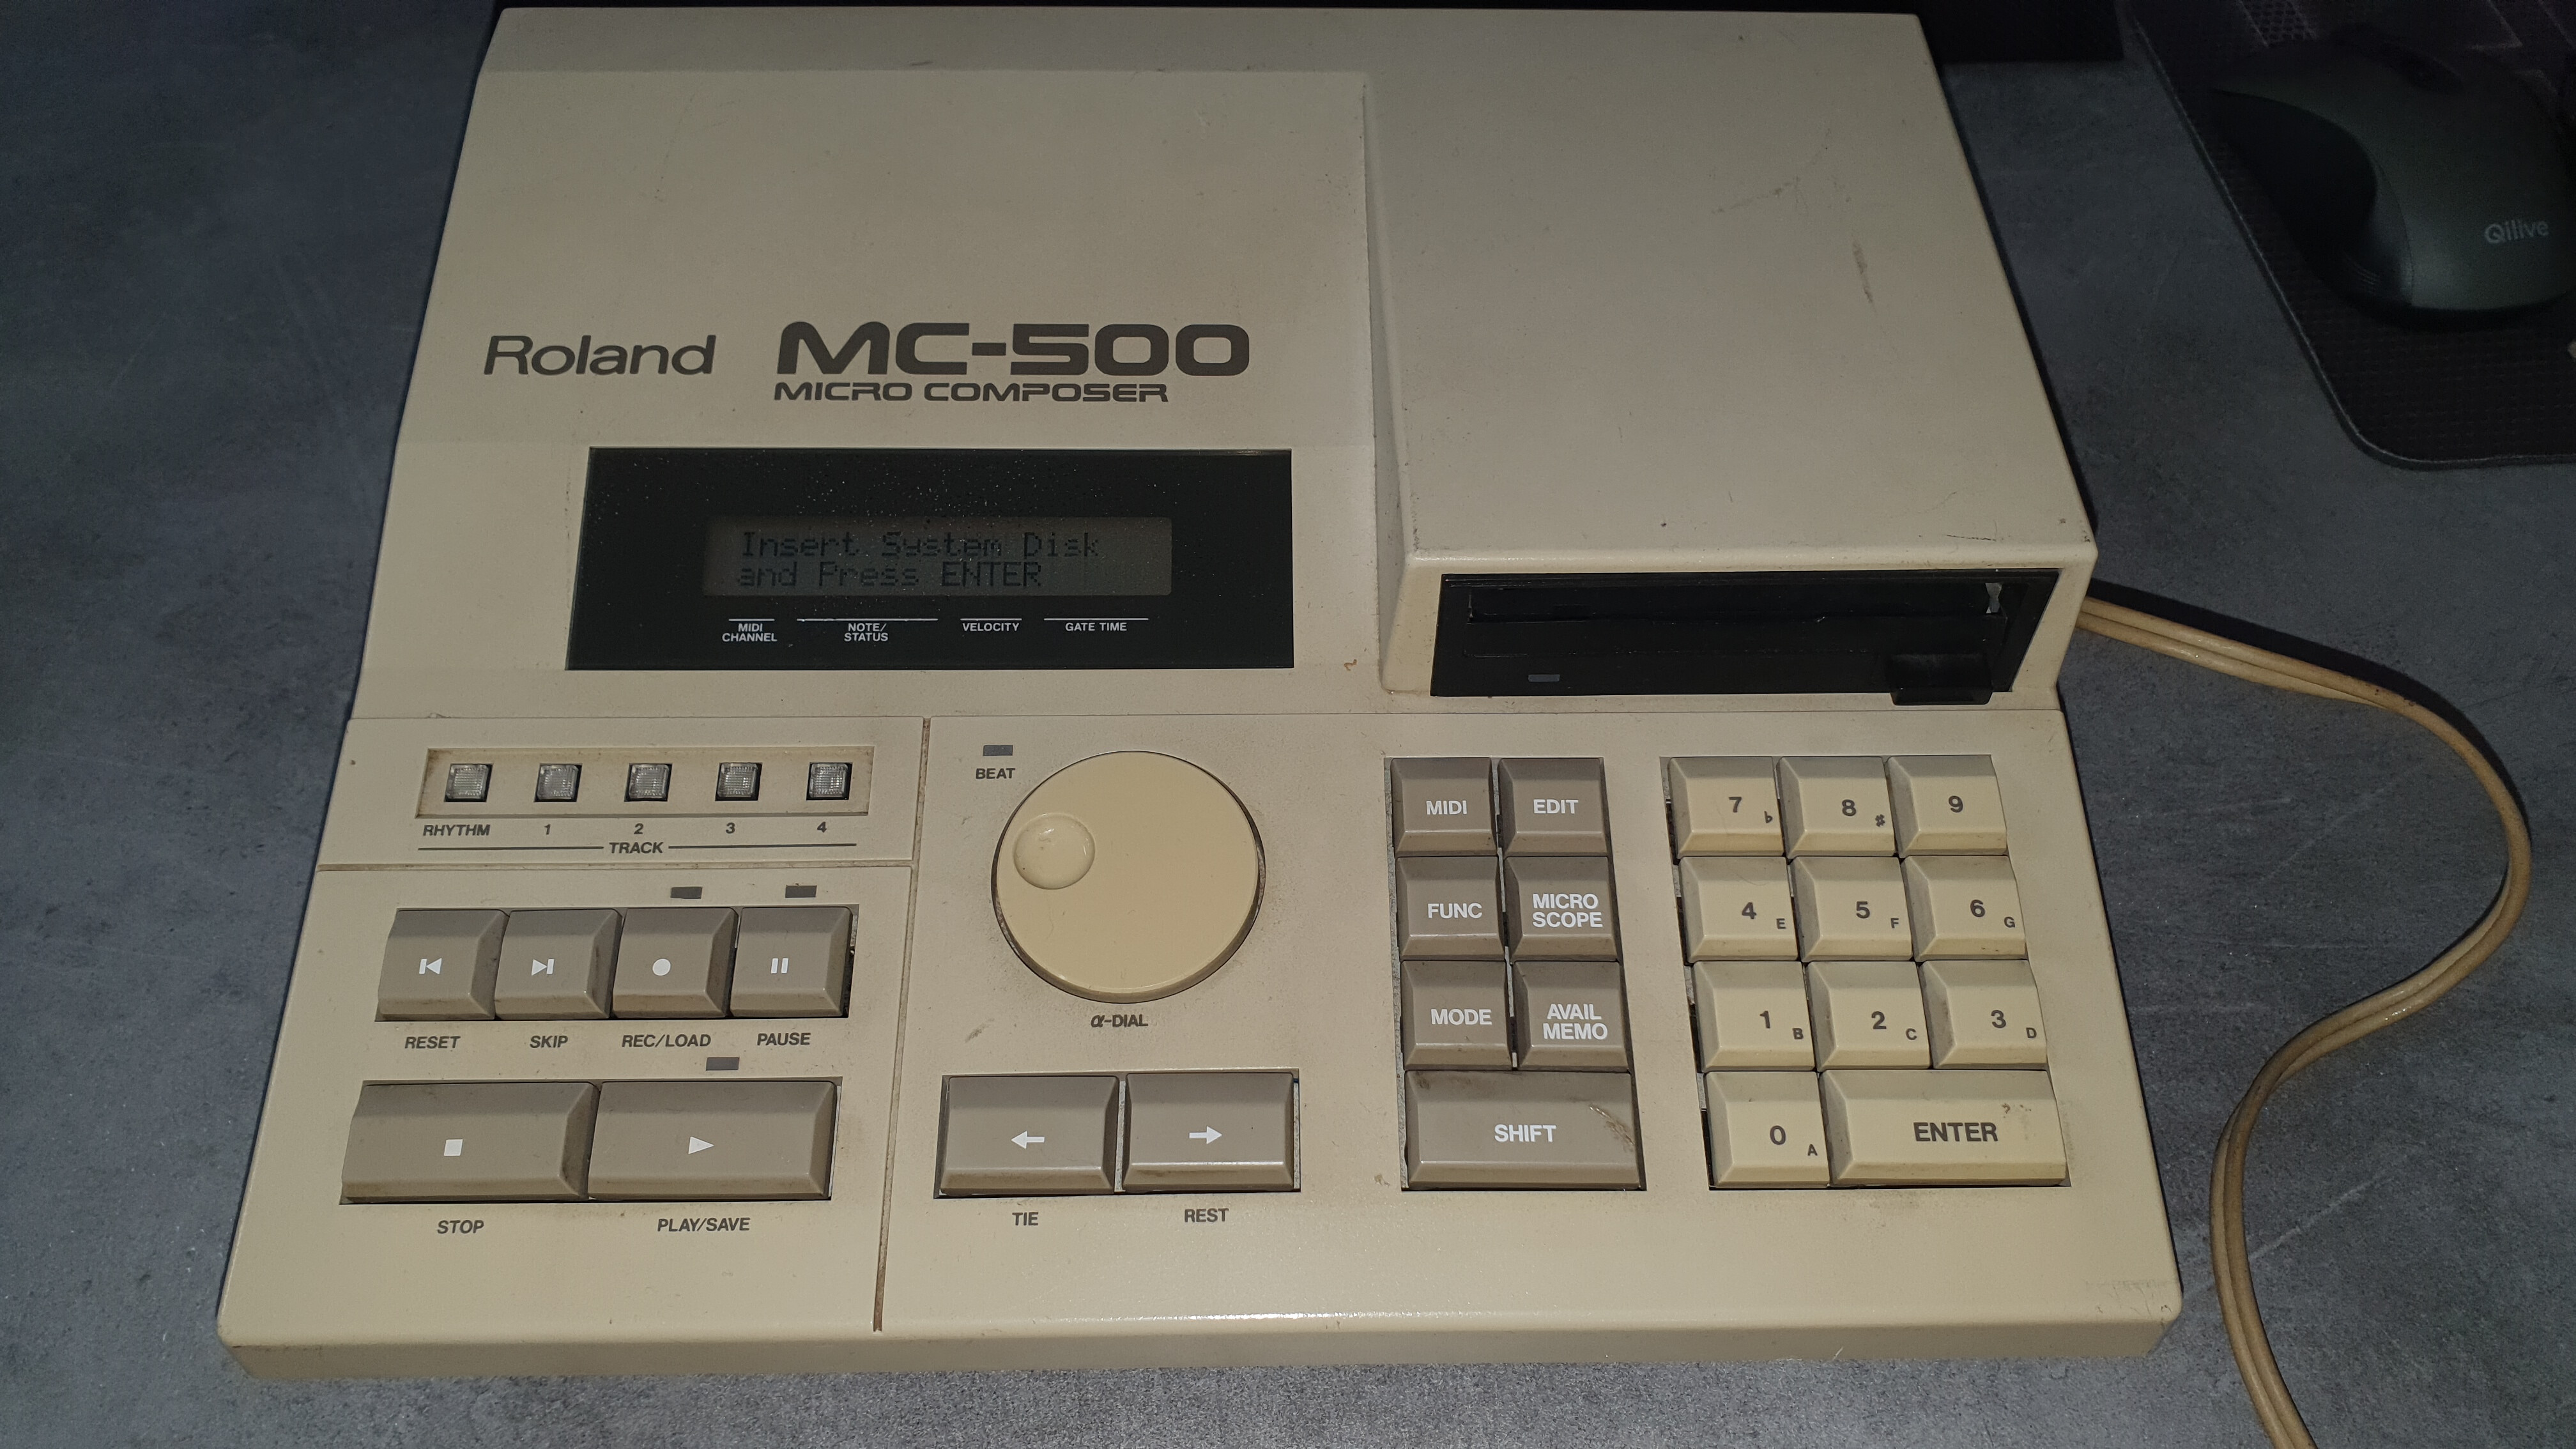 Qilive
Roland MC-500
MICRO COMPOSER
Insert System Disk
and Press ENTER
MIDI CHANNEL NOTE/ STATUS VELOCITY GATE TIME
BEAT
RHYTHM 1 2 3 4
TRACK
RESET SKIP REC/LOAD PAUSE
STOP PLAY/SAVE
α-DIAL
← →
TIE REST
MIDI EDIT
FUNC MICRO SCOPE
MODE AVAIL MEMO
SHIFT
7 ♭ 8 # 9
4 E 5 F 6 G
1 B 2 C 3 D
0 A ENTER